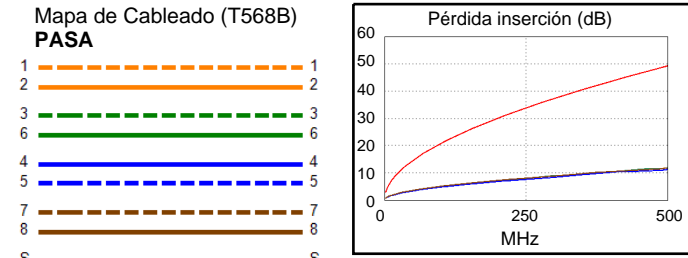 Mapa de Cableado (T568B)
PASA
1 1
2 2
3 3
6 6
4 4
5 5
7 7
8 8
S S
Pérdida inserción (dB)
60
50
40
30
20
10
0
0 250 500
MHz